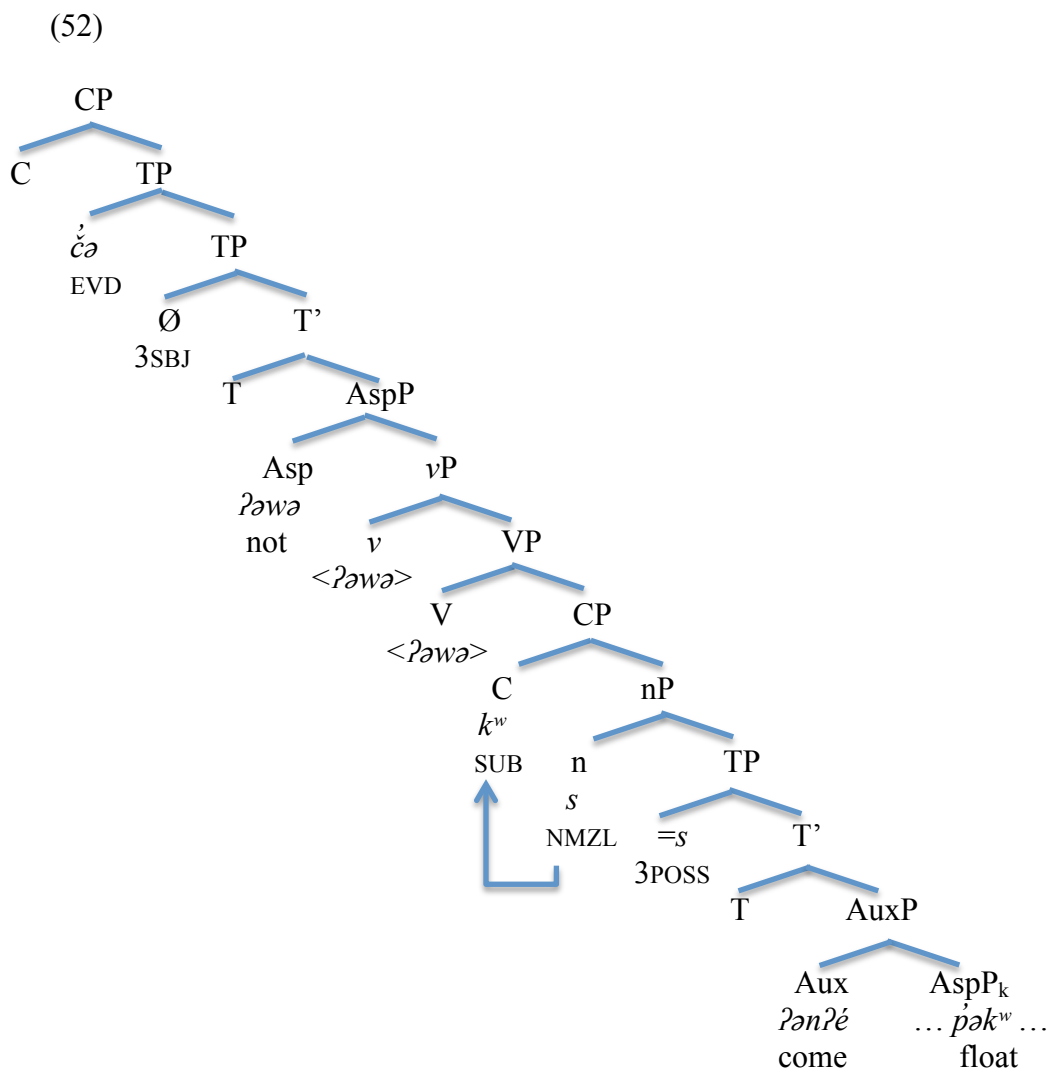 (52)
CP
C TP
č̓ə TP
EVD
Ø T’
3SBJ
T AspP
Asp vP
ʔəwə
not v VP
<ʔəwə>
V CP
<ʔəwə>
C nP
kʷ
SUB n TP
s
NMZL =s T’
3POSS
T AuxP
Aux AspPₖ
ʔənʔé … p̓əkʷ …
come float